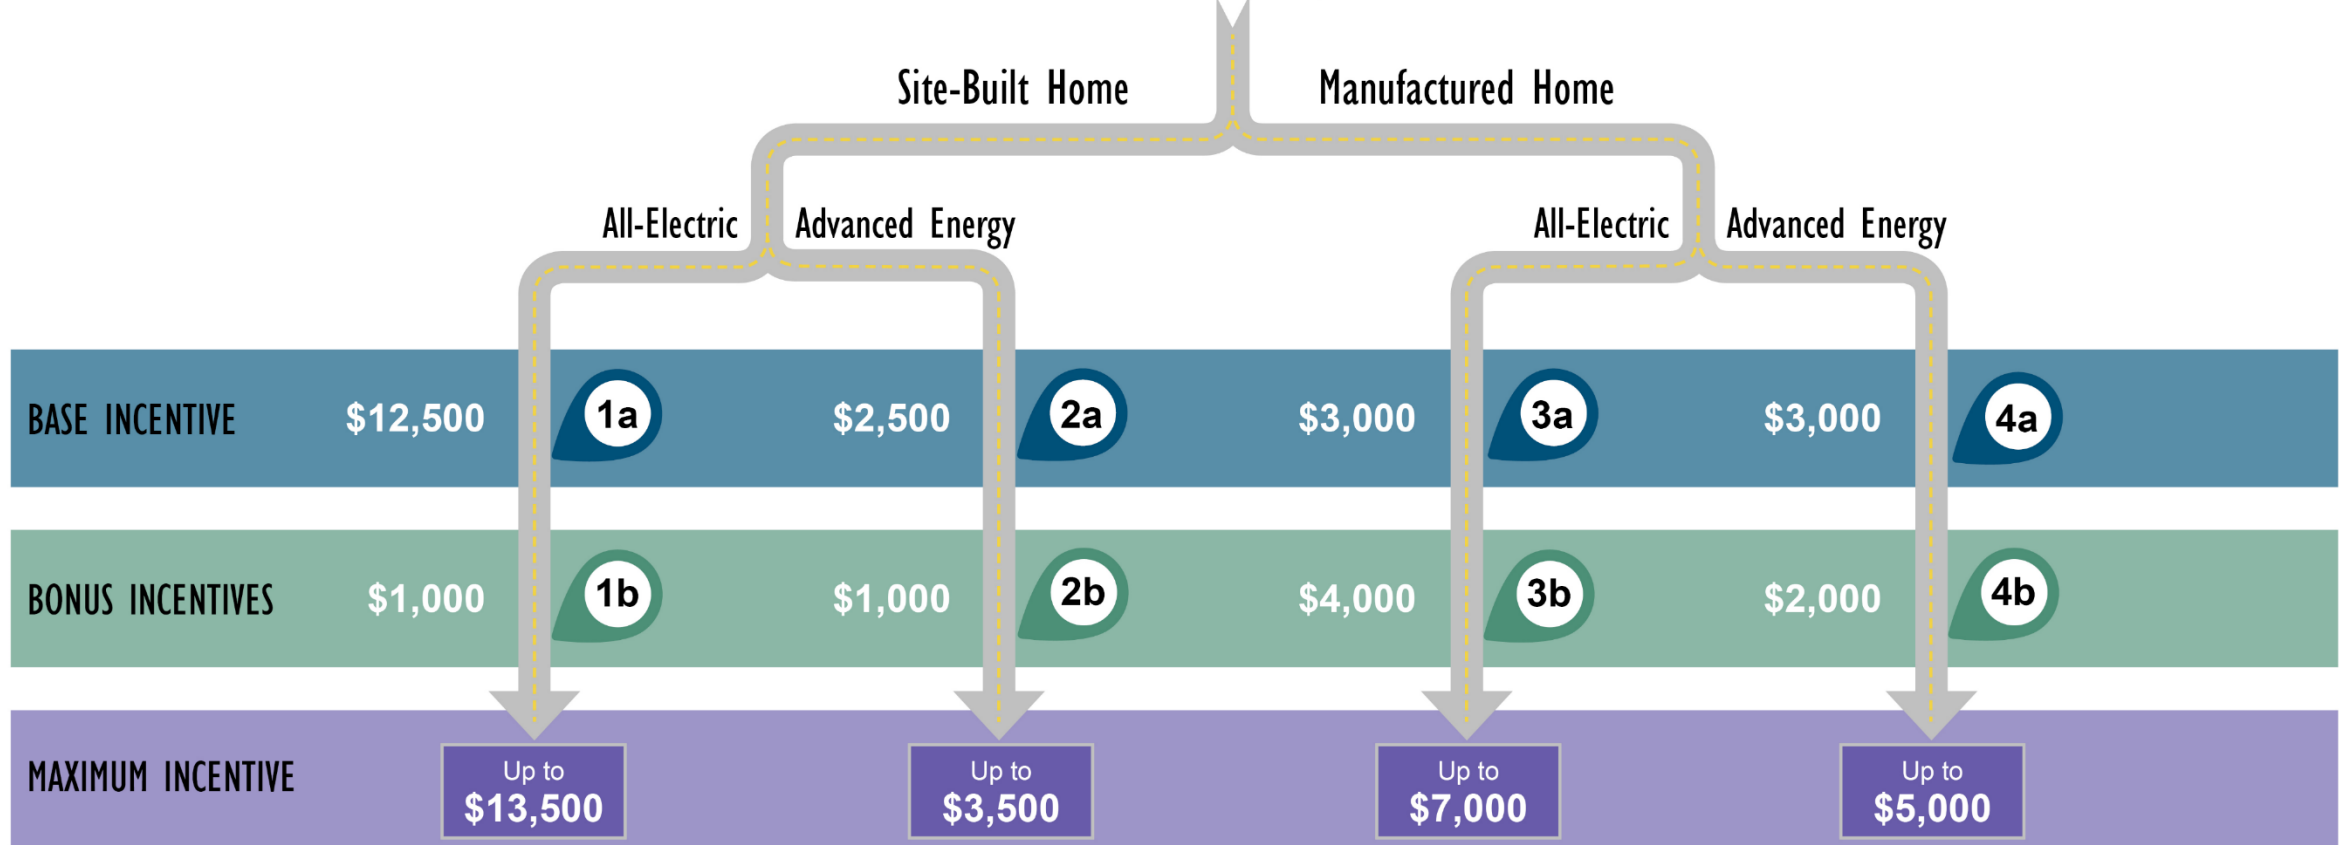 Site-Built Home
Manufactured Home
All-Electric
Advanced Energy
All-Electric
Advanced Energy
BASE INCENTIVE
$12,500
1a
$2,500
2a
$3,000
3a
$3,000
4a
BONUS INCENTIVES
$1,000
1b
$1,000
2b
$4,000
3b
$2,000
4b
MAXIMUM INCENTIVE
Up to
$13,500
Up to
$3,500
Up to
$7,000
Up to
$5,000